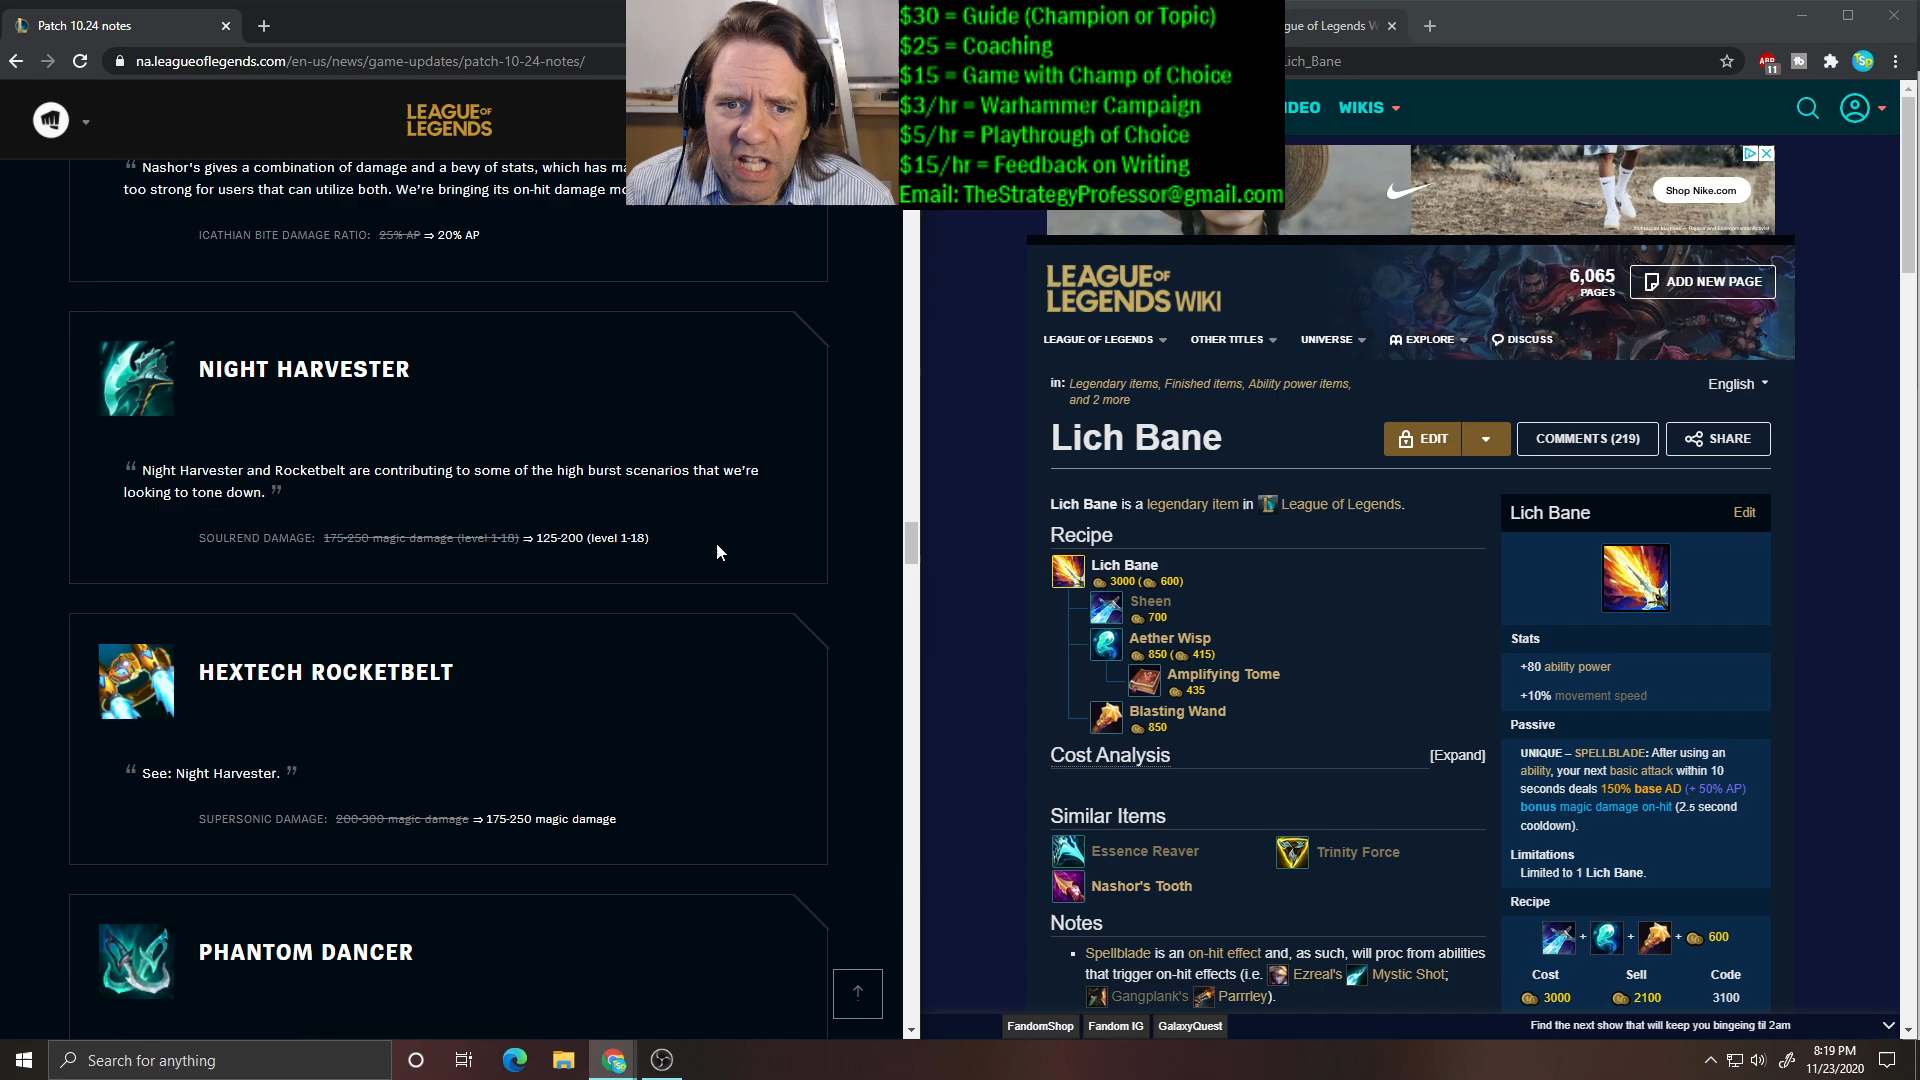 Patch 10.24 notes
gue of Legends W
na.leagueoflegends.com/en-us/news/game-updates/patch-10-24-notes/
ich_Bane
11
$30 = Guide (Champion or Topic)
$25 = Coaching
$15 = Game with Champ of Choice
$3/hr = Warhammer Campaign
$5/hr = Playthrough of Choice
$15/hr = Feedback on Writing
Email: TheStrategyProfessor@gmail.com
LEAGUE OF
LEGENDS
“ Nashor's gives a combination of damage and a bevy of stats, which has ma
too strong for users that can utilize both. We’re bringing its on-hit damage mo
ICATHIAN BITE DAMAGE RATIO: 25% AP ⇒ 20% AP
NIGHT HARVESTER
“ Night Harvester and Rocketbelt are contributing to some of the high burst scenarios that we’re
looking to tone down. ”
SOULREND DAMAGE: 175-250 magic damage (level 1-18) ⇒ 125-200 (level 1-18)
HEXTECH ROCKETBELT
“ See: Night Harvester. ”
SUPERSONIC DAMAGE: 200-300 magic damage ⇒ 175-250 magic damage
PHANTOM DANCER
IDEO WIKIS
Shop Nike.com
LEAGUE OF
LEGENDS WIKI
6,065
PAGES
ADD NEW PAGE
LEAGUE OF LEGENDS OTHER TITLES UNIVERSE EXPLORE DISCUSS
in: Legendary items, Finished items, Ability power items,
and 2 more
English
Lich Bane
EDIT COMMENTS (219) SHARE
Lich Bane is a legendary item in League of Legends.
Recipe
Lich Bane
3000 ( 600)
Sheen
700
Aether Wisp
850 ( 415)
Amplifying Tome
435
Blasting Wand
850
Cost Analysis [Expand]
Similar Items
Essence Reaver Trinity Force
Nashor's Tooth
Notes
▪ Spellblade is an on-hit effect and, as such, will proc from abilities
that trigger on-hit effects (i.e. Ezreal's Mystic Shot;
Gangplank's Parrrley).
Lich Bane Edit
Stats
+80 ability power
+10% movement speed
Passive
UNIQUE – SPELLBLADE: After using an
ability, your next basic attack within 10
seconds deals 150% base AD (+ 50% AP)
bonus magic damage on-hit (2.5 second
cooldown).
Limitations
Limited to 1 Lich Bane.
Recipe
+ + + 600
Cost Sell Code
3000 2100 3100
FandomShop Fandom IG GalaxyQuest
Find the next show that will keep you bingeing til 2am
Search for anything
8:19 PM
11/23/2020